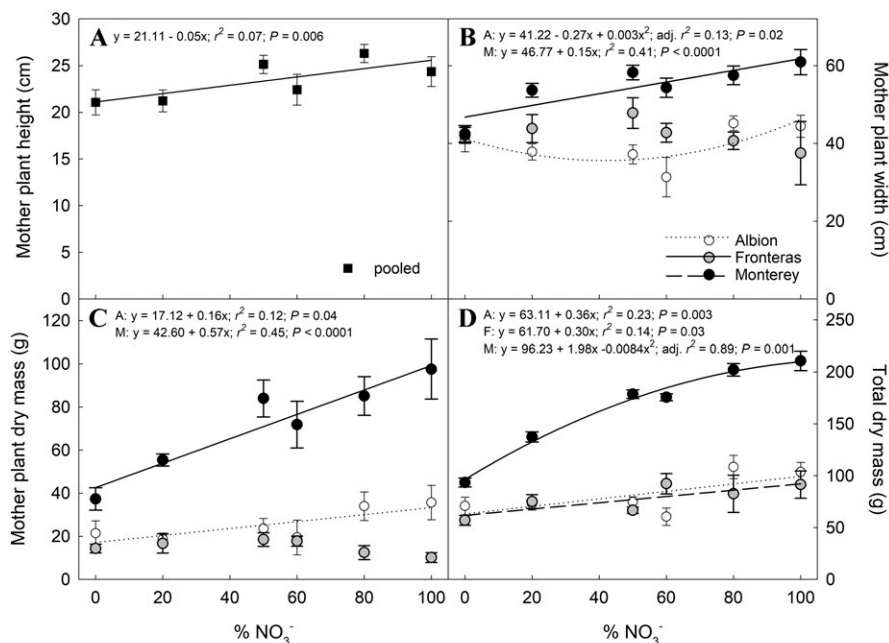 A y = 21.11 - 0.05x; r² = 0.07; P = 0.006
30
25
20
15
10
5
0
Mother plant height (cm)
pooled
B A: y = 41.22 - 0.27x + 0.003x²; adj. r² = 0.13; P = 0.02
M: y = 46.77 + 0.15x; r² = 0.41; P < 0.0001
60
40
20
0
Mother plant width
(cm)
Albion
Fronteras
Monterey
C A: y = 17.12 + 0.16x; r² = 0.12; P = 0.04
M: y = 42.60 + 0.57x; r² = 0.45; P < 0.0001
120
100
80
60
40
20
0
Mother plant dry mass (g)
0 20 40 60 80 100
% NO₃⁻
D A: y = 63.11 + 0.36x; r² = 0.23; P = 0.003
F: y = 61.70 + 0.30x; r² = 0.14; P = 0.03
M: y = 96.23 + 1.98x -0.0084x²; adj. r² = 0.89; P = 0.001
250
200
150
100
50
0
Total dry mass
(g)
0 20 40 60 80 100
% NO₃⁻